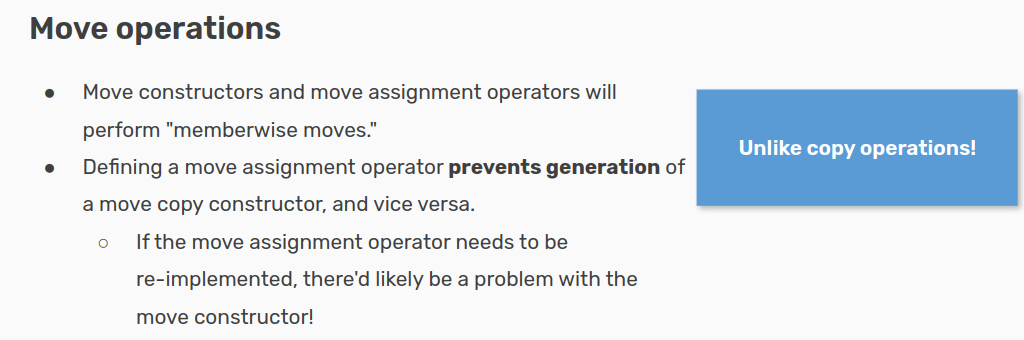 Move operations
● Move constructors and move assignment operators will
perform "memberwise moves."
● Defining a move assignment operator prevents generation of
a move copy constructor, and vice versa.
○ If the move assignment operator needs to be
re-implemented, there'd likely be a problem with the
move constructor!
Unlike copy operations!